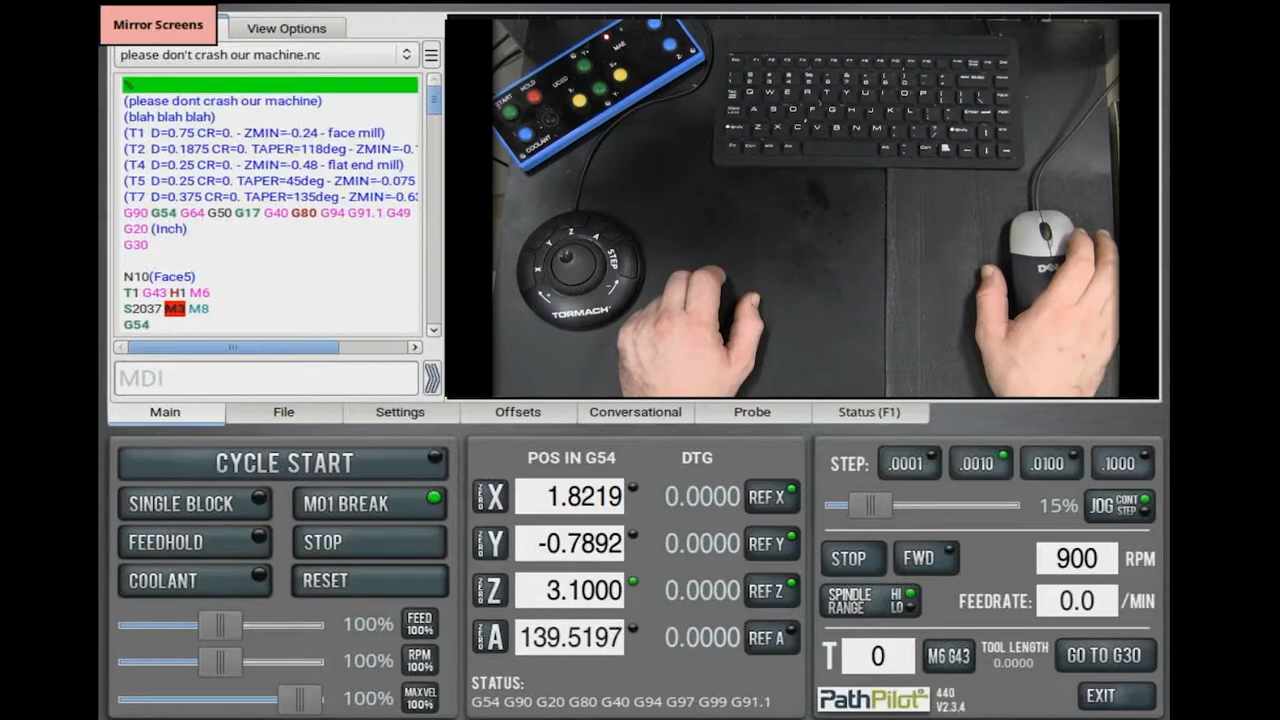 Mirror Screens
View Options
please don't crash our machine.nc
%
(please dont crash our machine)
(blah blah blah)
(T1 D=0.75 CR=0. - ZMIN=-0.24 - face mill)
(T2 D=0.1875 CR=0. TAPER=118deg - ZMIN=-0.
(T4 D=0.25 CR=0. - ZMIN=-0.48 - flat end mill)
(T5 D=0.25 CR=0. TAPER=45deg - ZMIN=-0.075
(T7 D=0.375 CR=0. TAPER=135deg - ZMIN=-0.6
G90 G54 G64 G50 G17 G40 G80 G94 G91.1 G49
G20 (Inch)
G30
N10(Face5)
T1 G43 H1 M6
S2037 M3 M8
G54
MDI
START HOLD UCSD MAE
COOLANT
X Y Z A STEP
TORMACH
DELL
Main File Settings Offsets Conversational Probe Status (F1)
CYCLE START
SINGLE BLOCK M01 BREAK
FEEDHOLD STOP
COOLANT RESET
100% FEED 100%
100% RPM 100%
100% MAXVEL 100%
POS IN G54 DTG
ZERO X 1.8219 0.0000 REF X
ZERO Y -0.7892 0.0000 REF Y
ZERO Z 3.1000 0.0000 REF Z
ZERO A 139.5197 0.0000 REF A
STATUS:
G54 G90 G20 G80 G40 G94 G97 G99 G91.1
STEP: .0001 .0010 .0100 .1000
15% JOG CONT STEP
STOP FWD 900 RPM
SPINDLE RANGE HI LO FEEDRATE: 0.0 /MIN
T 0 M6 G43 TOOL LENGTH 0.0000 GO TO G30
PathPilot 440 V2.3.4 EXIT